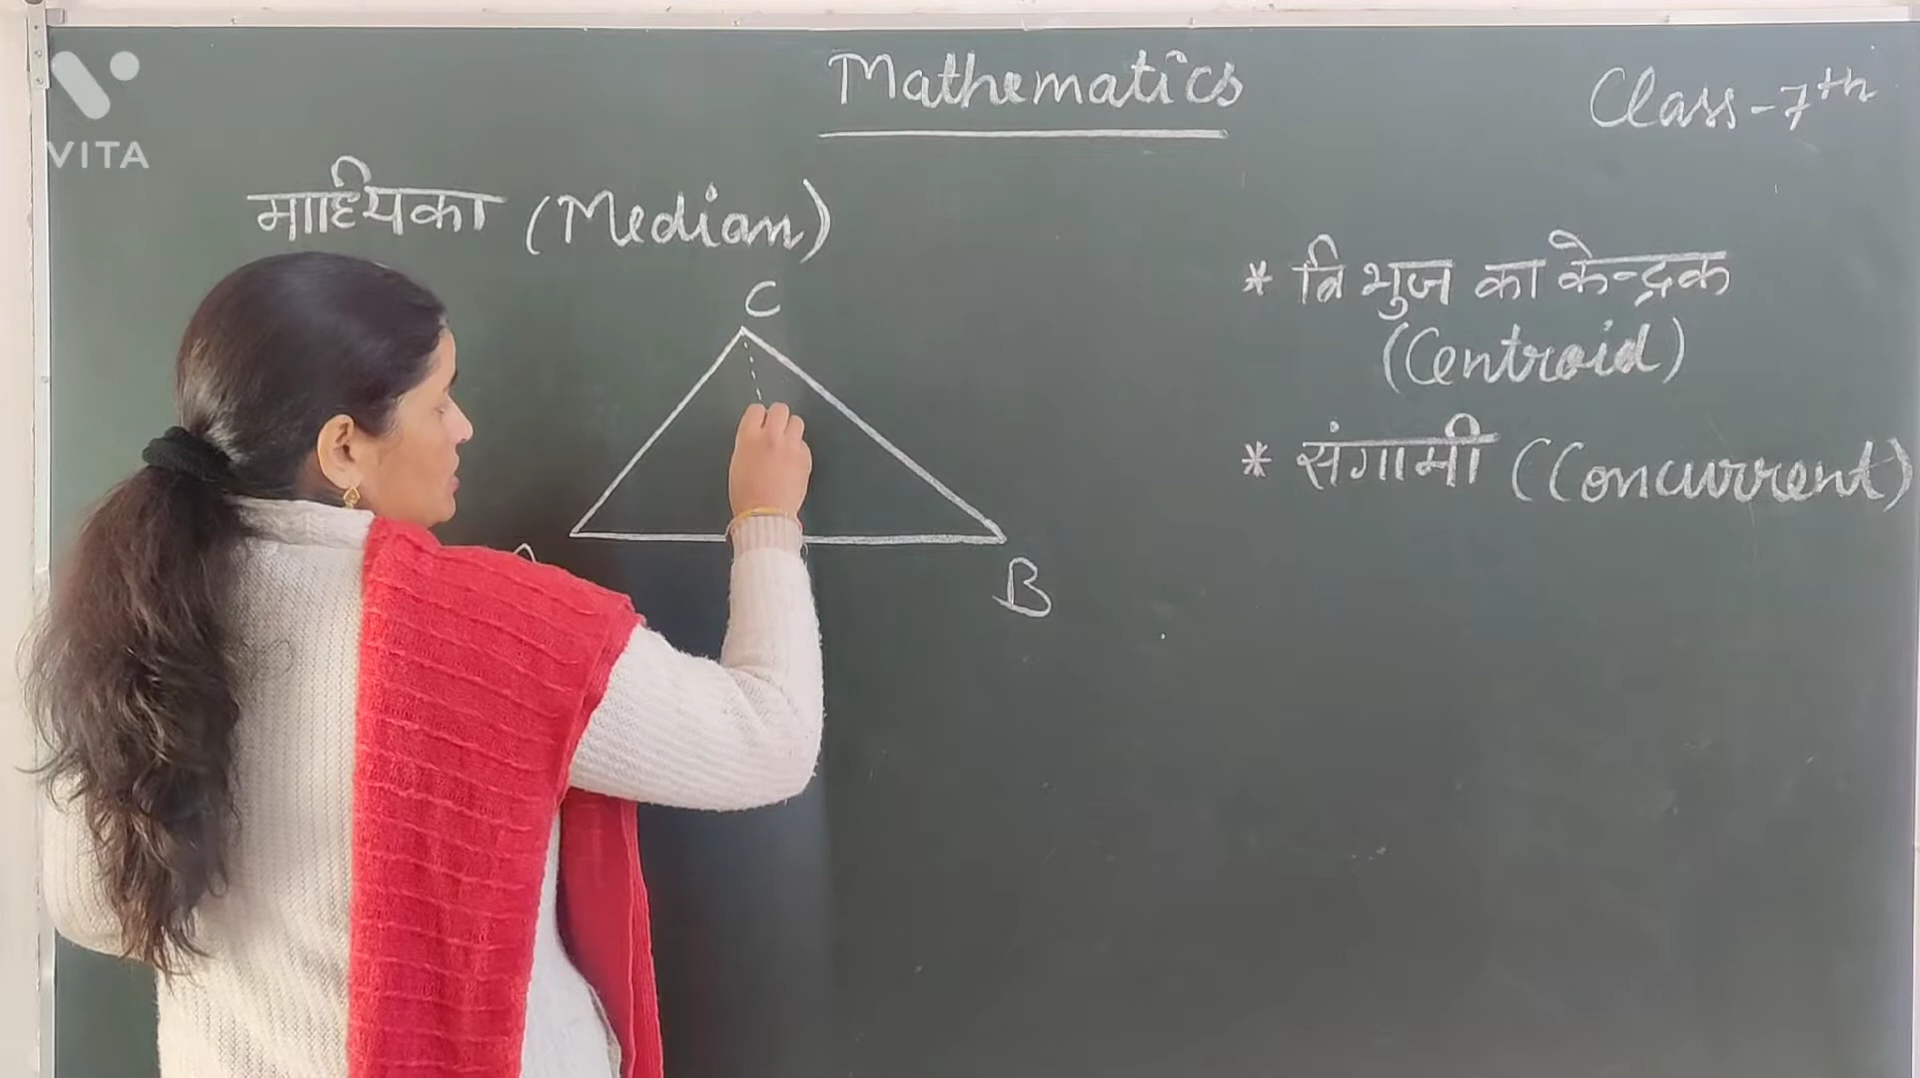 VITA
Mathematics
Class-7th
माध्यिका (Median)
* त्रिभुज का केन्द्रक
(Centroid)
C
* संगामी (Concurrent)
B